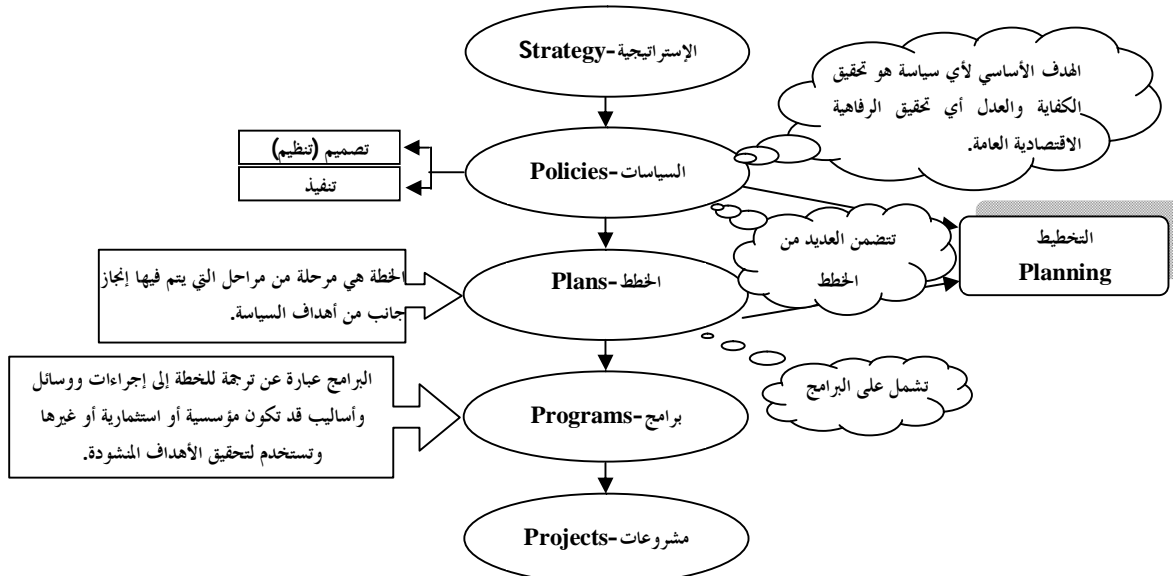 الإستراتيجية-Strategy
الهدف الأساسي لأي سياسة هو تحقيق
الكفاية والعدل أي تحقيق الرفاهية
الاقتصادية العامة.
تصميم (تنظيم)
تنفيذ
السياسات-Policies
تتضمن العديد من
الخطط
التخطيط
Planning
الخطة هي مرحلة من مراحل التي يتم فيها إنجاز
جانب من أهداف السياسة.
الخطط-Plans
تشمل على البرامج
البرامج عبارة عن ترجمة للخطة إلى إجراءات ووسائل
وأساليب قد تكون مؤسسية أو استثمارية أو غيرها
وتستخدم لتحقيق الأهداف المنشودة.
برامج-Programs
مشروعات-Projects